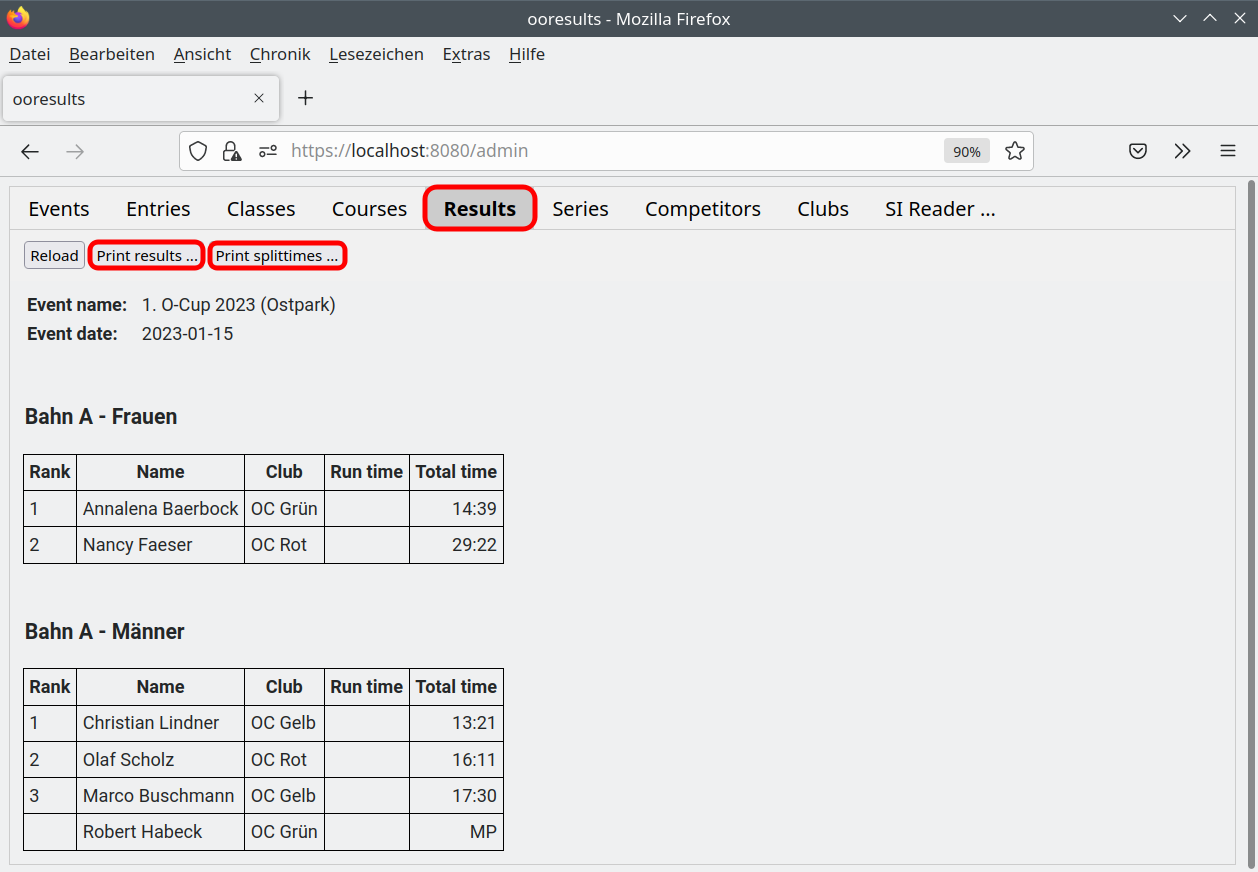 ooresults - Mozilla Firefox
Datei Bearbeiten Ansicht Chronik Lesezeichen Extras Hilfe
ooresults
https://localhost:8080/admin 90%
Events Entries Classes Courses Results Series Competitors Clubs SI Reader ...
Reload Print results ... Print splittimes ...
Event name: 1. O-Cup 2023 (Ostpark)
Event date: 2023-01-15
Bahn A - Frauen
Rank Name Club Run time Total time
1 Annalena Baerbock OC Grün 14:39
2 Nancy Faeser OC Rot 29:22
Bahn A - Männer
Rank Name Club Run time Total time
1 Christian Lindner OC Gelb 13:21
2 Olaf Scholz OC Rot 16:11
3 Marco Buschmann OC Gelb 17:30
Robert Habeck OC Grün MP